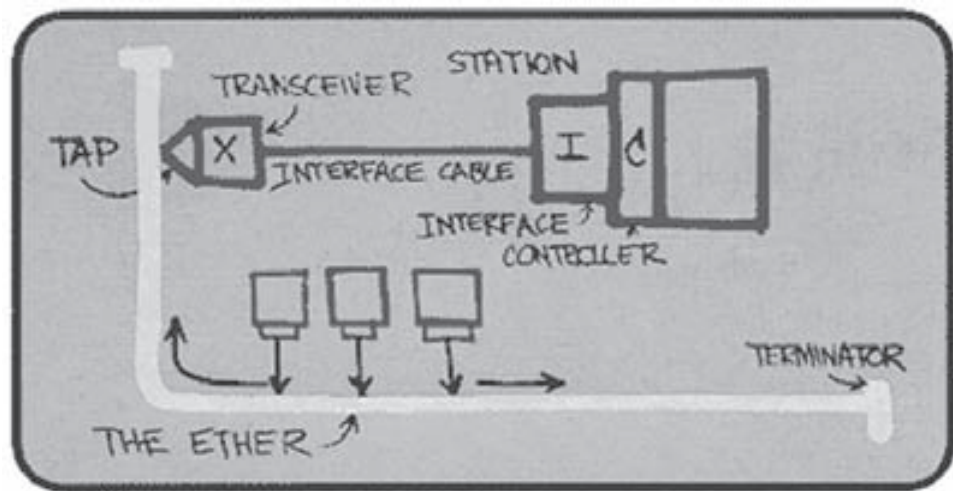 STATION
TRANSCEIVER
TAP
X
I
C
INTERFACE CABLE
INTERFACE
CONTROLLER
TERMINATOR
THE ETHER